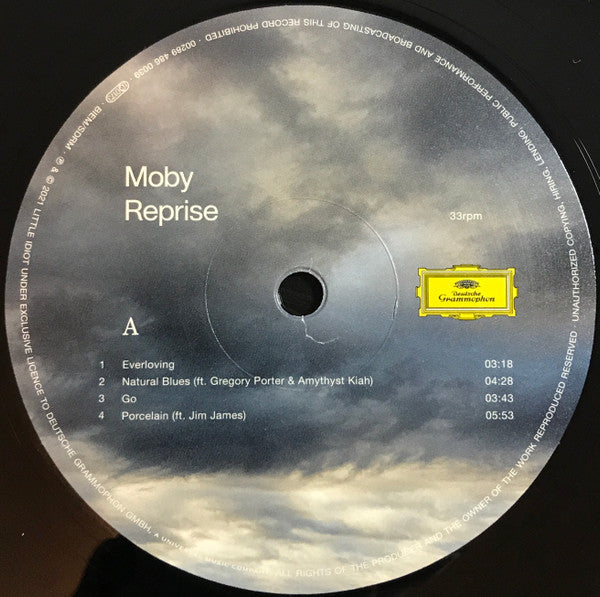 Moby
Reprise
33rpm
Deutsche
Grammophon
A
1 Everloving 03:18
2 Natural Blues (ft. Gregory Porter & Amythyst Kiah) 04:28
3 Go 03:43
4 Porcelain (ft. Jim James) 05:53
℗ & © 2021 LITTLE IDIOT UNDER EXCLUSIVE LICENCE TO DEUTSCHE GRAMMOPHON GMBH, A UNIVERSAL MUSIC COMPANY. ALL RIGHTS OF THE PRODUCER AND THE OWNER OF THE WORK REPRODUCED RESERVED · UNAUTHORIZED COPYING, HIRING, LENDING, PUBLIC PERFORMANCE AND BROADCASTING OF THIS RECORD PROHIBITED · 00289 486 0039 · BIEM/SDRM ·